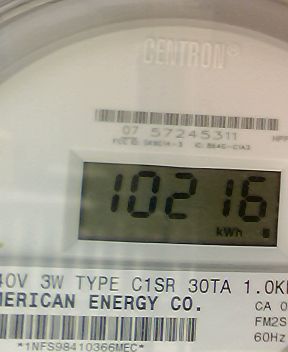 CENTRON®
07 57245311
10216
kWh
40V 3W TYPE C1SR 30TA 1.0K
MERICAN ENERGY CO.
CA 0
FM2S
60Hz
*1NFS98410366MEC*